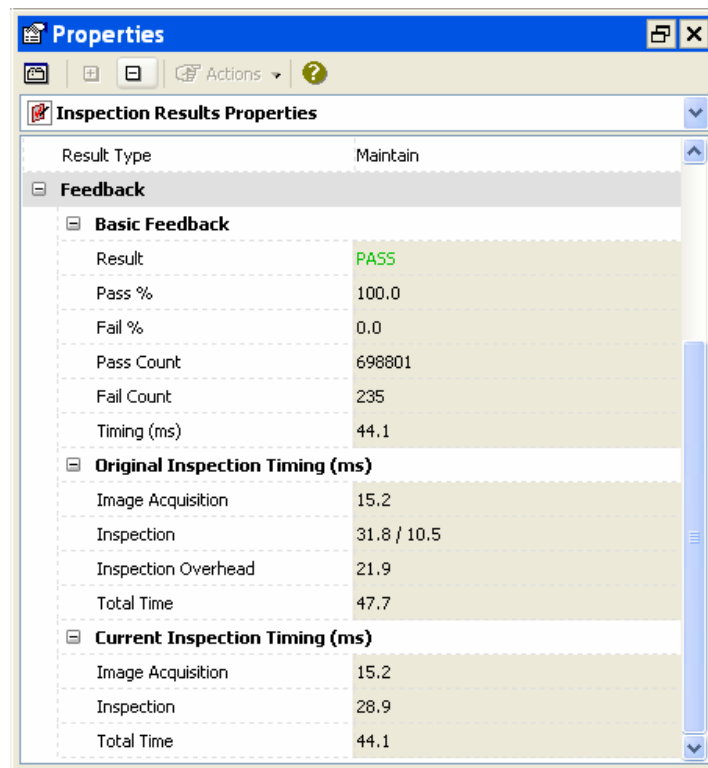 Properties
Actions
Inspection Results Properties
Result Type Maintain
Feedback
Basic Feedback
Result PASS
Pass % 100.0
Fail % 0.0
Pass Count 698801
Fail Count 235
Timing (ms) 44.1
Original Inspection Timing (ms)
Image Acquisition 15.2
Inspection 31.8 / 10.5
Inspection Overhead 21.9
Total Time 47.7
Current Inspection Timing (ms)
Image Acquisition 15.2
Inspection 28.9
Total Time 44.1